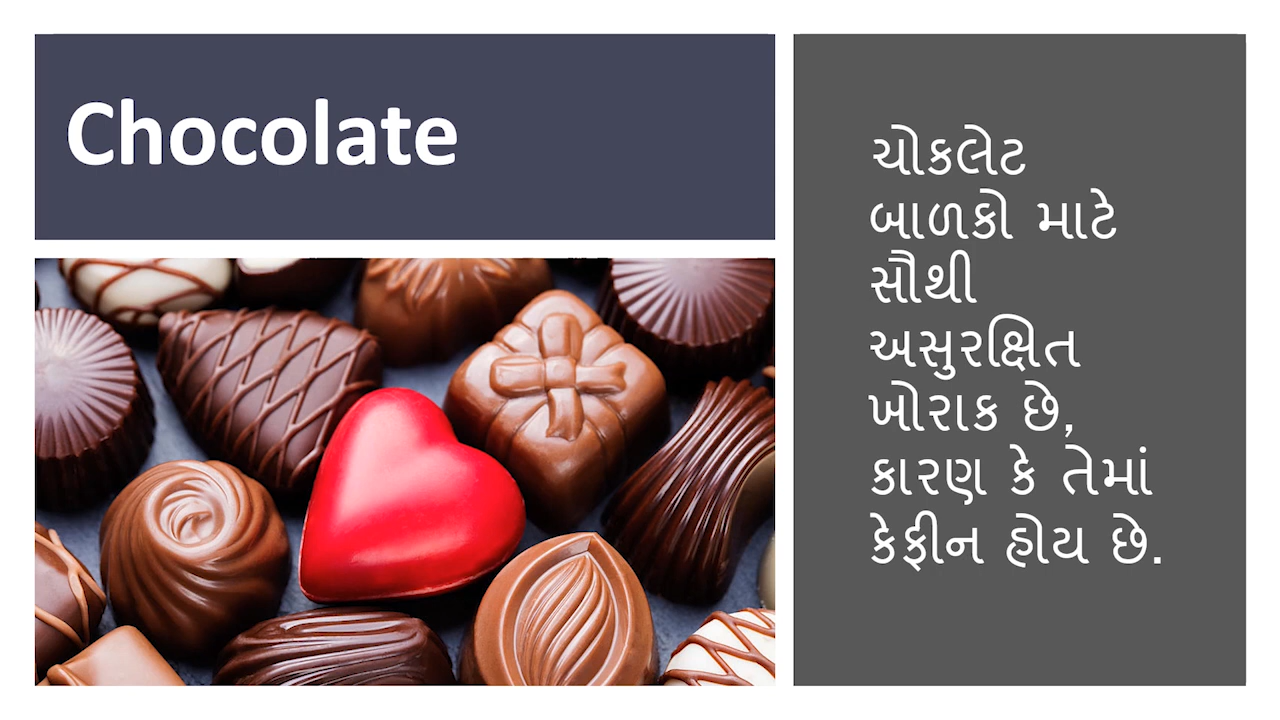 Chocolate
ચોકલેટ
બાળકો માટે
સૌથી
અસુરક્ષિત
ખોરાક છે,
કારણ કે તેમાં
કેફીન હોય છે.